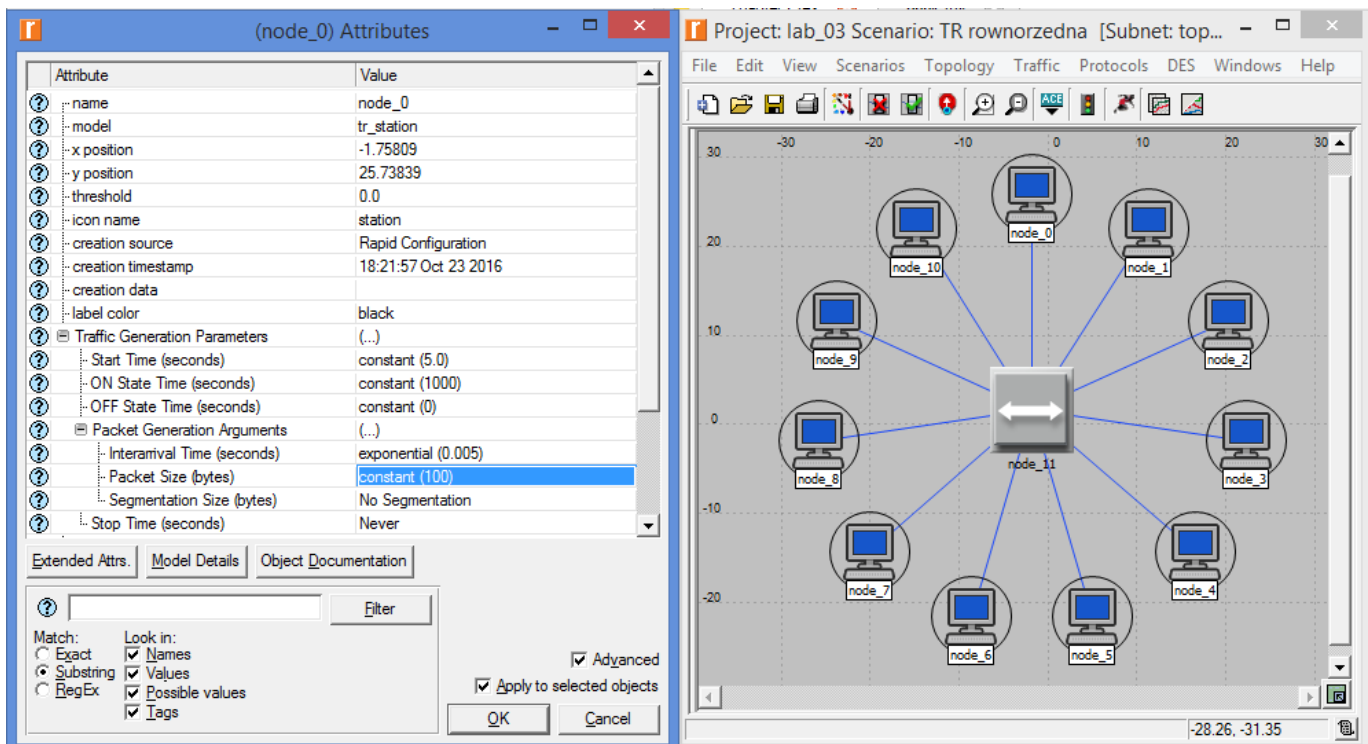 (node_0) Attributes
Attribute Value
name node_0
model tr_station
x position -1.75809
y position 25.73839
threshold 0.0
icon name station
creation source Rapid Configuration
creation timestamp 18:21:57 Oct 23 2016
creation data
label color black
Traffic Generation Parameters (...)
Start Time (seconds) constant (5.0)
ON State Time (seconds) constant (1000)
OFF State Time (seconds) constant (0)
Packet Generation Arguments (...)
Interarrival Time (seconds) exponential (0.005)
Packet Size (bytes) constant (100)
Segmentation Size (bytes) No Segmentation
Stop Time (seconds) Never
Extended Attrs. Model Details Object Documentation
Filter
Match: Look in:
Exact Names
Substring Values
RegEx Possible values
Tags
Advanced
Apply to selected objects
OK Cancel
Project: lab_03 Scenario: TR rownorzedna [Subnet: top...
File Edit View Scenarios Topology Traffic Protocols DES Windows Help
ACE
-30 -20 -10 0 10 20 30
30
20
10
0
-10
-20
node_0
node_10 node_1
node_9 node_2
node_11
node_8 node_3
node_7 node_4
node_6 node_5
-28.26, -31.35